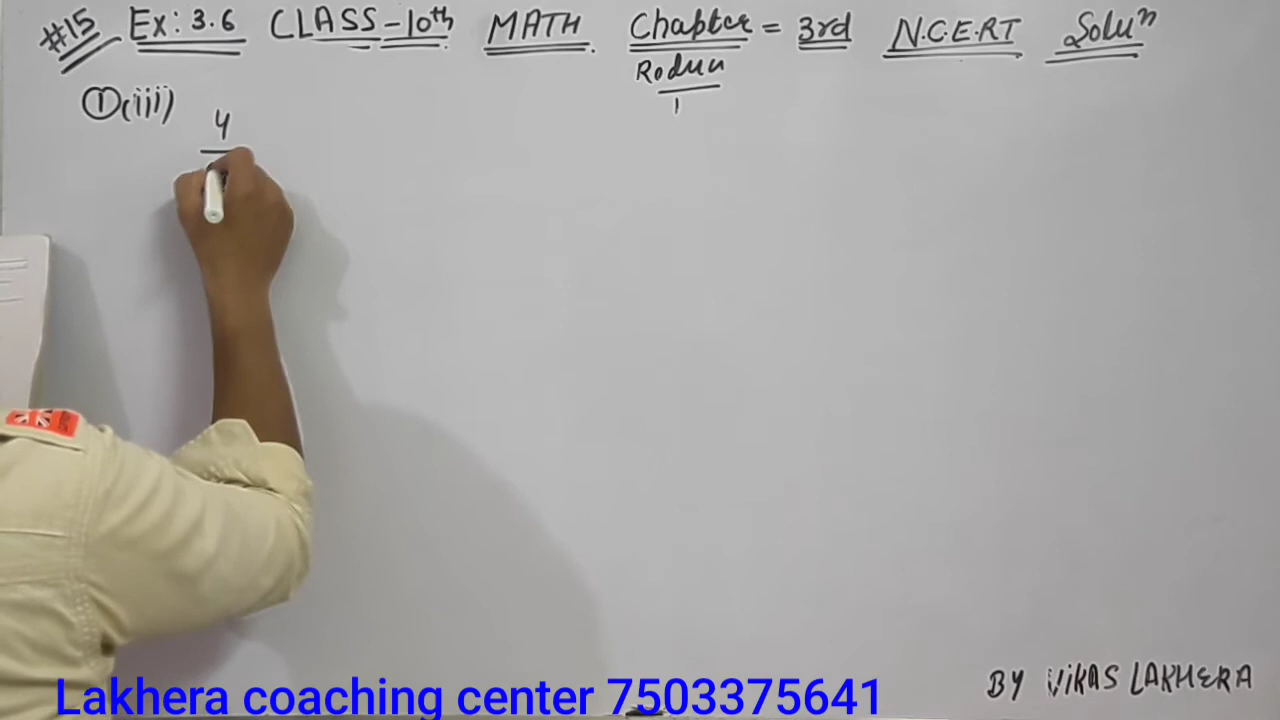 #15 Ex: 3.6 CLASS-10th MATH Chapter = 3rd N.C.E.R.T Soluⁿ
①(iii)
4
BY VIKAS LAKHERA
Lakhera coaching center 7503375641